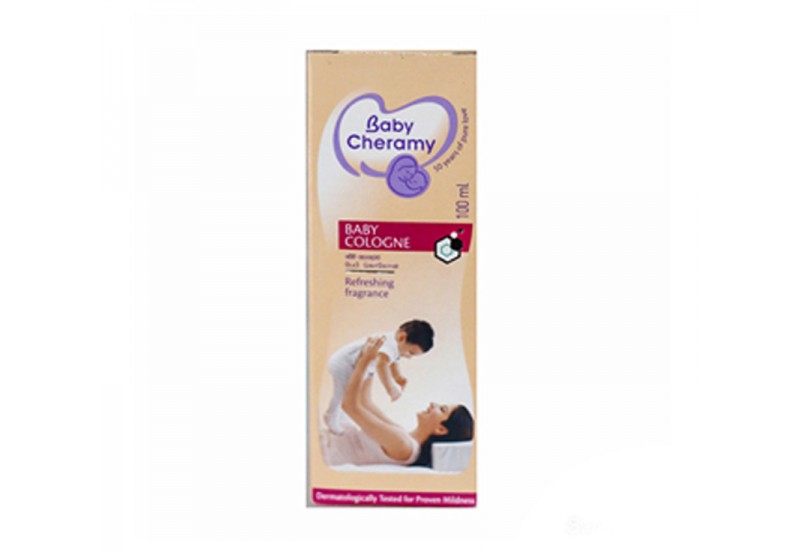 Baby
Cheramy
50 years of pure love
100 ml
BABY
COLOGNE
Refreshing
fragrance
Dermatologically Tested for Proven Mildness